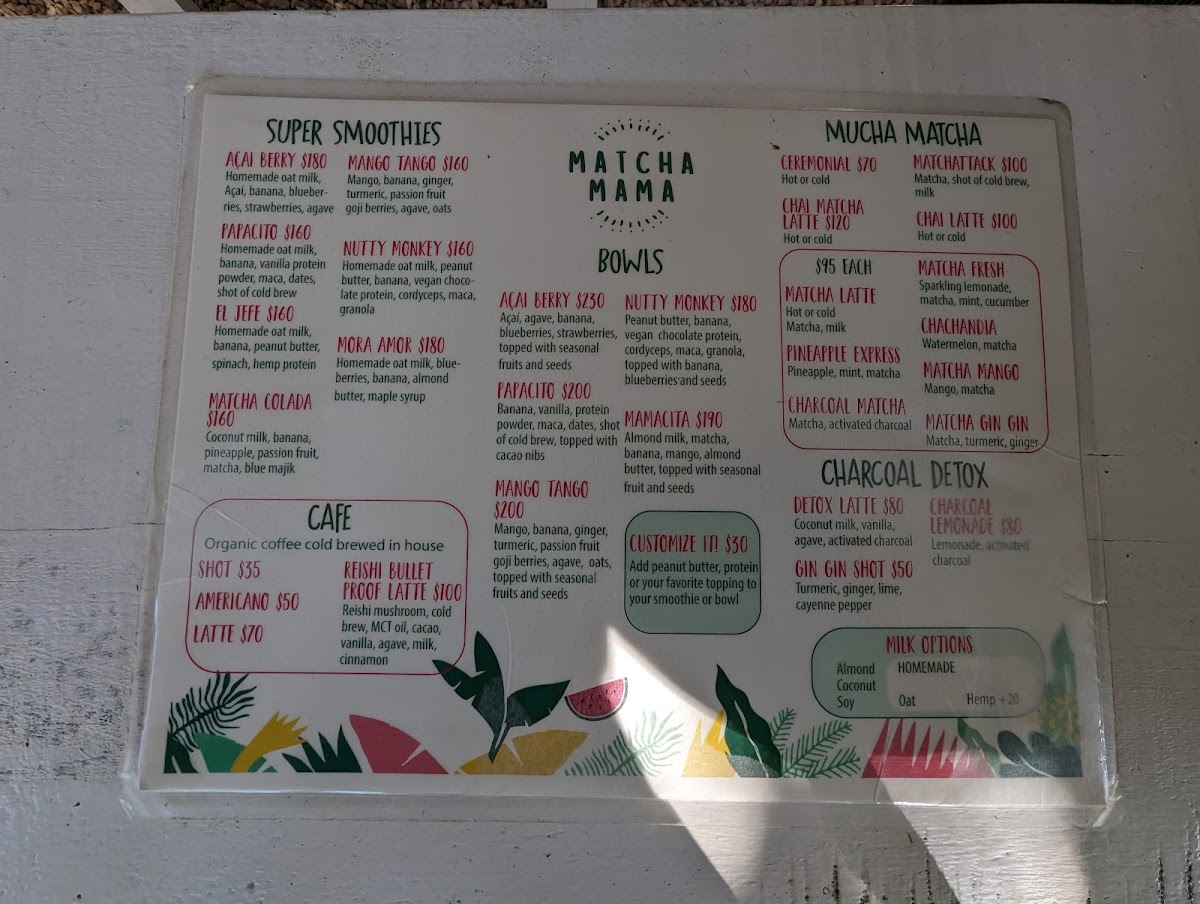 SUPER SMOOTHIES
AÇAI BERRY $180
Homemade oat milk,
Açaí, banana, blueber-
ries, strawberries, agave
PAPACITO $160
Homemade oat milk,
banana, vanilla protein
powder, maca, dates,
shot of cold brew
EL JEFE $160
Homemade oat milk,
banana, peanut butter,
spinach, hemp protein
MATCHA COLADA
$160
Coconut milk, banana,
pineapple, passion fruit,
matcha, blue majik
MANGO TANGO $160
Mango, banana, ginger,
turmeric, passion fruit
goji berries, agave, oats
NUTTY MONKEY $160
Homemade oat milk, peanut
butter, banana, vegan choco-
late protein, cordyceps, maca,
granola
MORA AMOR $180
Homemade oat milk, blue-
berries, banana, almond
butter, maple syrup
CAFE
Organic coffee cold brewed in house
SHOT $35
AMERICANO $50
LATTE $70
REISHI BULLET
PROOF LATTE $100
Reishi mushroom, cold
brew, MCT oil, cacao,
vanilla, agave, milk,
cinnamon
MATCHA
MAMA
BOWLS
AÇAI BERRY $230
Açaí, agave, banana,
blueberries, strawberries,
topped with seasonal
fruits and seeds
PAPACITO $200
Banana, vanilla, protein
powder, maca, dates, shot
of cold brew, topped with
cacao nibs
MANGO TANGO
$200
Mango, banana, ginger,
turmeric, passion fruit
goji berries, agave, oats,
topped with seasonal
fruits and seeds
NUTTY MONKEY $180
Peanut butter, banana,
vegan chocolate protein,
cordyceps, maca, granola,
topped with banana,
blueberries and seeds
MAMACITA $190
Almond milk, matcha,
banana, mango, almond
butter, topped with seasonal
fruit and seeds
CUSTOMIZE IT! $30
Add peanut butter, protein
or your favorite topping to
your smoothie or bowl
MUCHA MATCHA
CEREMONIAL $70
Hot or cold
CHAI MATCHA
LATTE $120
Hot or cold
MATCHATTACK $100
Matcha, shot of cold brew,
milk
CHAI LATTE $100
Hot or cold
$95 EACH
MATCHA LATTE
Hot or cold
Matcha, milk
PINEAPPLE EXPRESS
Pineapple, mint, matcha
CHARCOAL MATCHA
Matcha, activated charcoal
MATCHA FRESH
Sparkling lemonade,
matcha, mint, cucumber
CHACHANDIA
Watermelon, matcha
MATCHA MANGO
Mango, matcha
MATCHA GIN GIN
Matcha, turmeric, ginger
CHARCOAL DETOX
DETOX LATTE $80
Coconut milk, vanilla,
agave, activated charcoal
GIN GIN SHOT $50
Turmeric, ginger, lime,
cayenne pepper
CHARCOAL
LEMONADE $80
Lemonade, activated
charcoal
MILK OPTIONS
Almond
Coconut
Soy
HOMEMADE
Oat Hemp +20